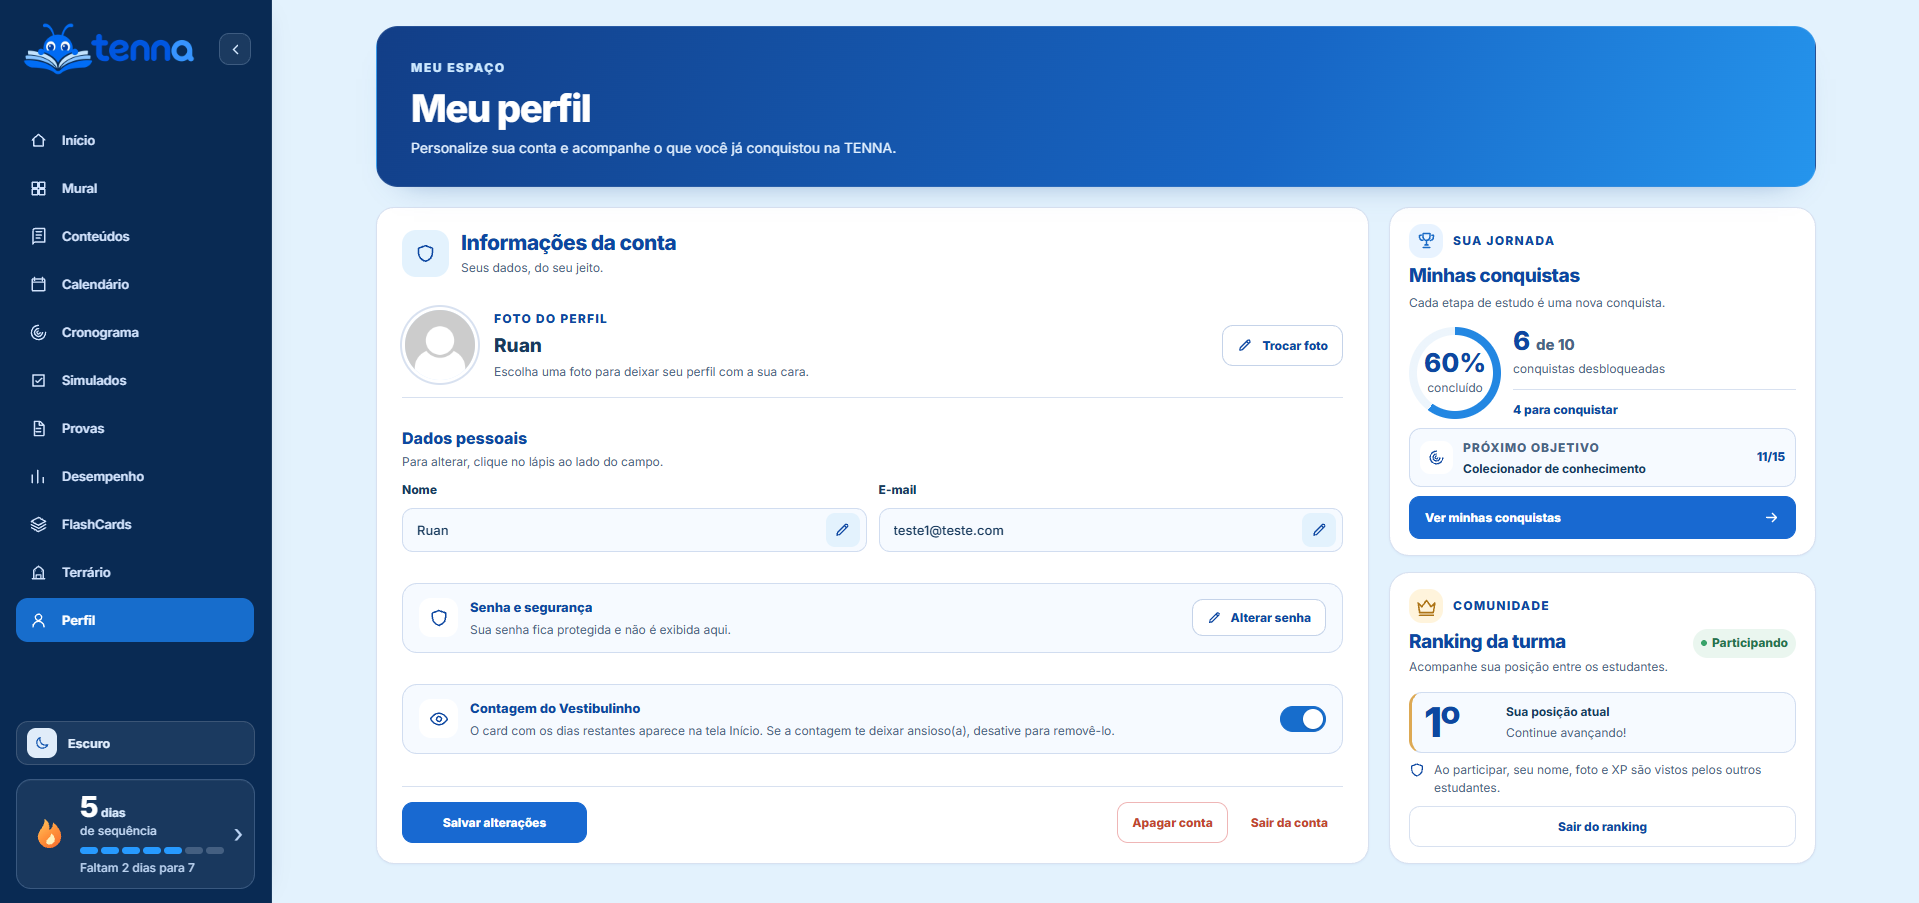 tenna
Início
Mural
Conteúdos
Calendário
Cronograma
Simulados
Provas
Desempenho
FlashCards
Terrário
Perfil
Escuro
5 dias
de sequência
Faltam 2 dias para 7
MEU ESPAÇO
Meu perfil
Personalize sua conta e acompanhe o que você já conquistou na TENNA.
Informações da conta
Seus dados, do seu jeito.
FOTO DO PERFIL
Ruan
Escolha uma foto para deixar seu perfil com a sua cara.
Trocar foto
Dados pessoais
Para alterar, clique no lápis ao lado do campo.
Nome
Ruan
E-mail
teste1@teste.com
Senha e segurança
Sua senha fica protegida e não é exibida aqui.
Alterar senha
Contagem do Vestibulinho
O card com os dias restantes aparece na tela Início. Se a contagem te deixar ansioso(a), desative para removê-lo.
Salvar alterações
Apagar conta
Sair da conta
SUA JORNADA
Minhas conquistas
Cada etapa de estudo é uma nova conquista.
60%
concluído
6 de 10
conquistas desbloqueadas
4 para conquistar
PRÓXIMO OBJETIVO
Colecionador de conhecimento
11/15
Ver minhas conquistas
COMUNIDADE
Ranking da turma
Participando
Acompanhe sua posição entre os estudantes.
1º
Sua posição atual
Continue avançando!
Ao participar, seu nome, foto e XP são vistos pelos outros
estudantes.
Sair do ranking